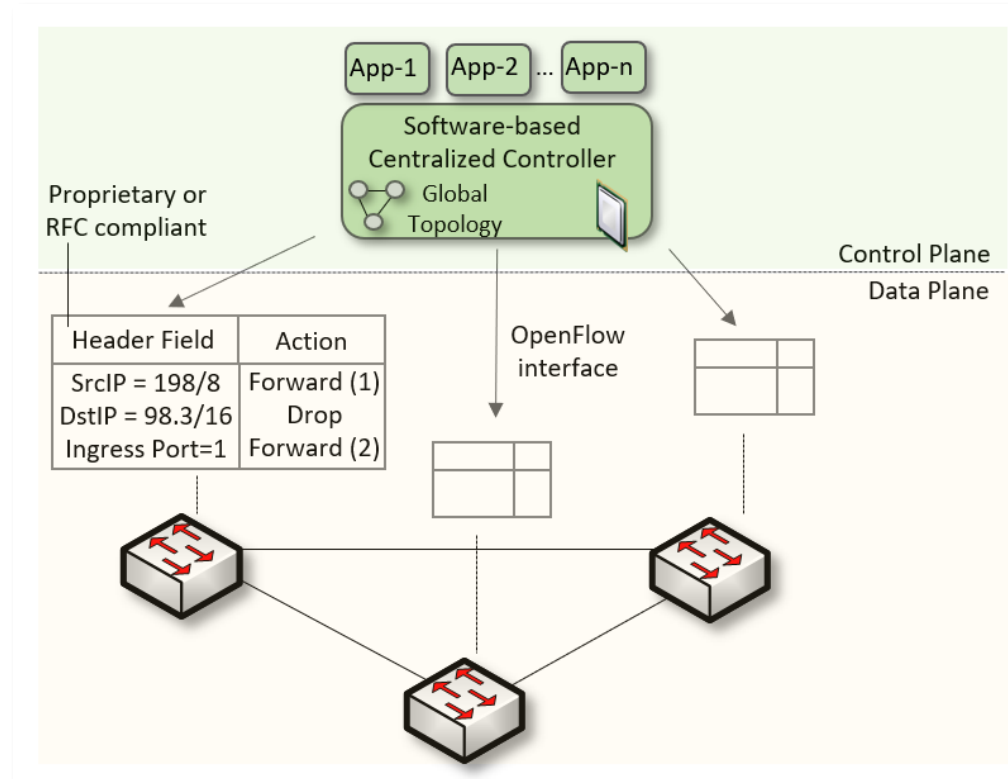 App-1 App-2 ... App-n
Software-based
Centralized Controller
Global
Topology
Proprietary or
RFC compliant
Control Plane
Data Plane
OpenFlow
interface
Header Field Action
SrcIP = 198/8 Forward (1)
DstIP = 98.3/16 Drop
Ingress Port=1 Forward (2)